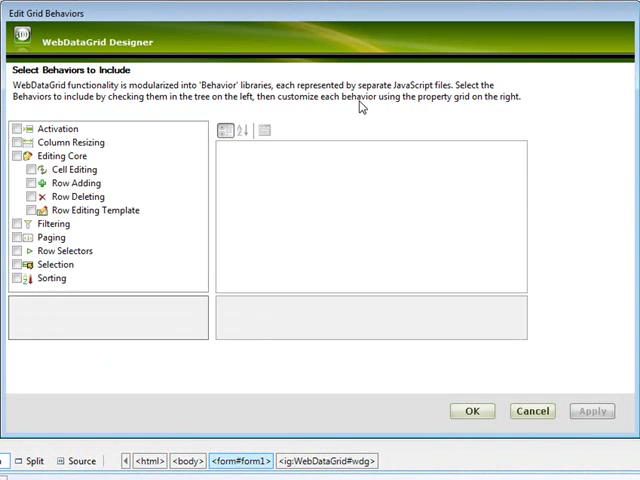 Edit Grid Behaviors
WebDataGrid Designer
Select Behaviors to Include
WebDataGrid functionality is modularized into 'Behavior' libraries, each represented by separate JavaScript files. Select the
Behaviors to include by checking them in the tree on the left, then customize each behavior using the property grid on the right.
Activation
Column Resizing
Editing Core
Cell Editing
Row Adding
Row Deleting
Row Editing Template
Filtering
Paging
Row Selectors
Selection
Sorting
OK Cancel Apply
Split Source <html> <body> <form#form1> <ig:WebDataGrid#wdg>